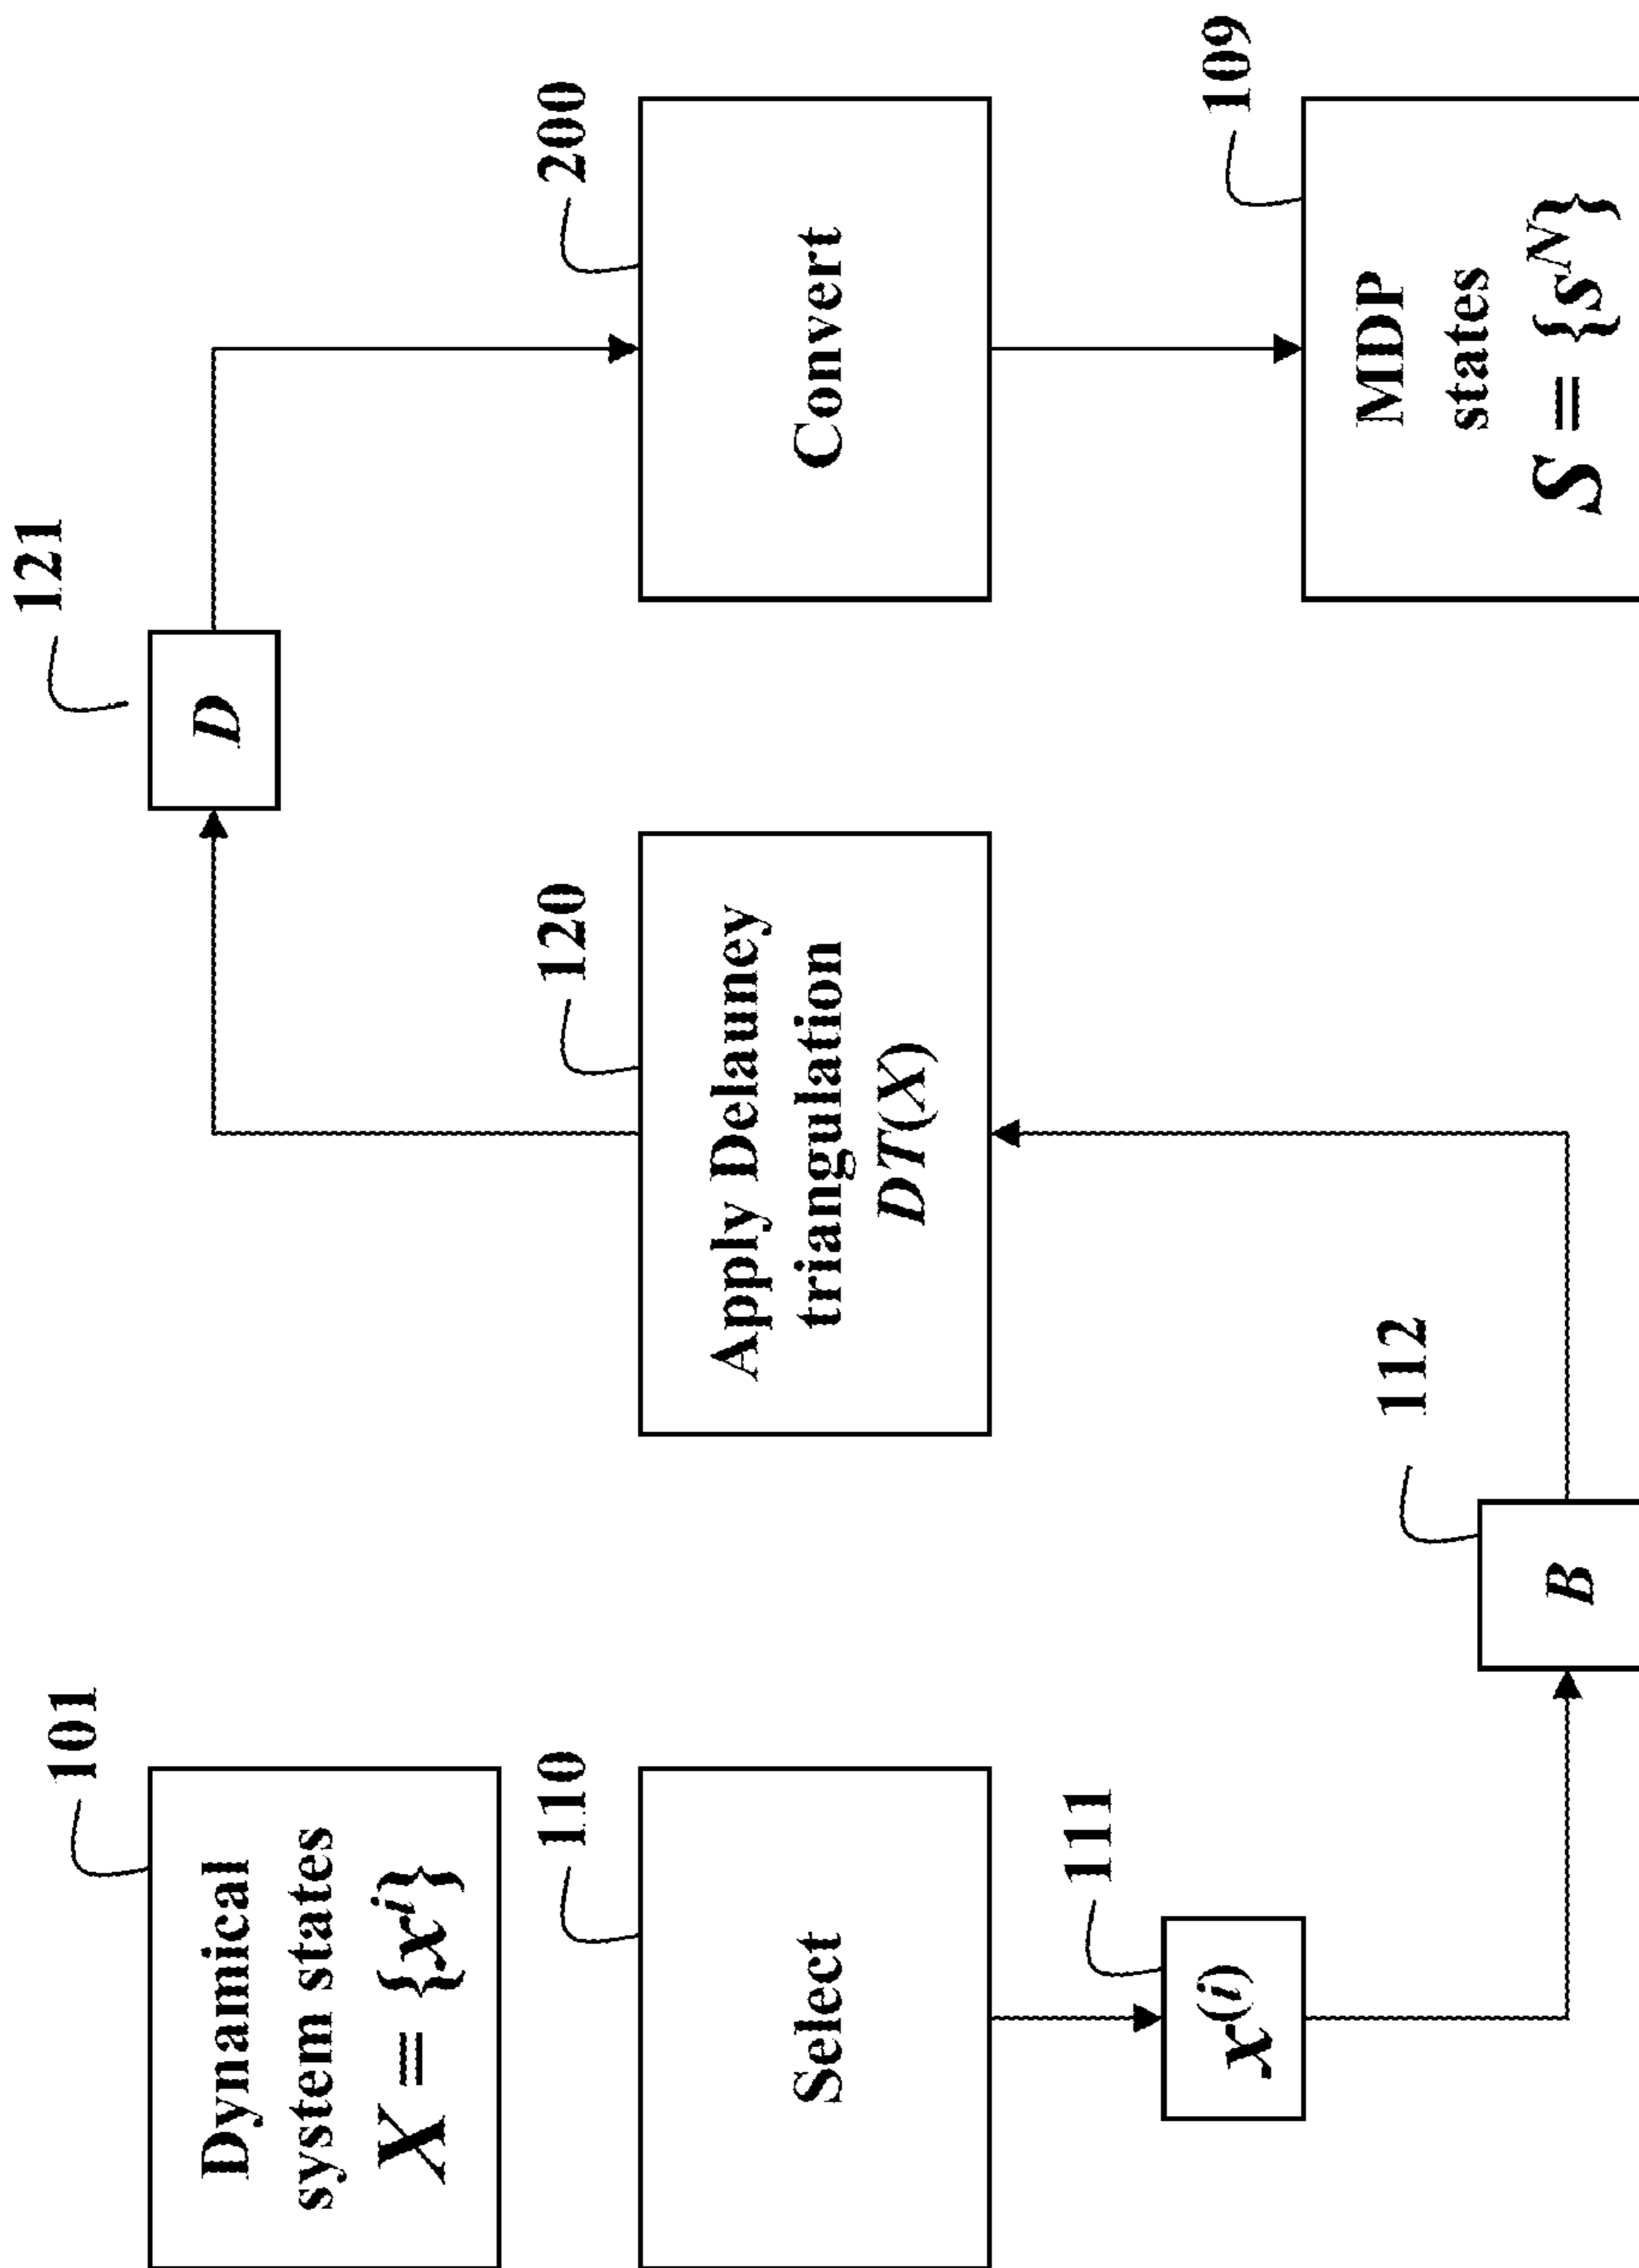 101
Dynamical
system states
X = {x^i}
110
Select
111
x^(i)
112
B
120
Apply Delauney
triangulation
DT(X)
121
D
200
Convert
109
MDP
states
S = {s^N}